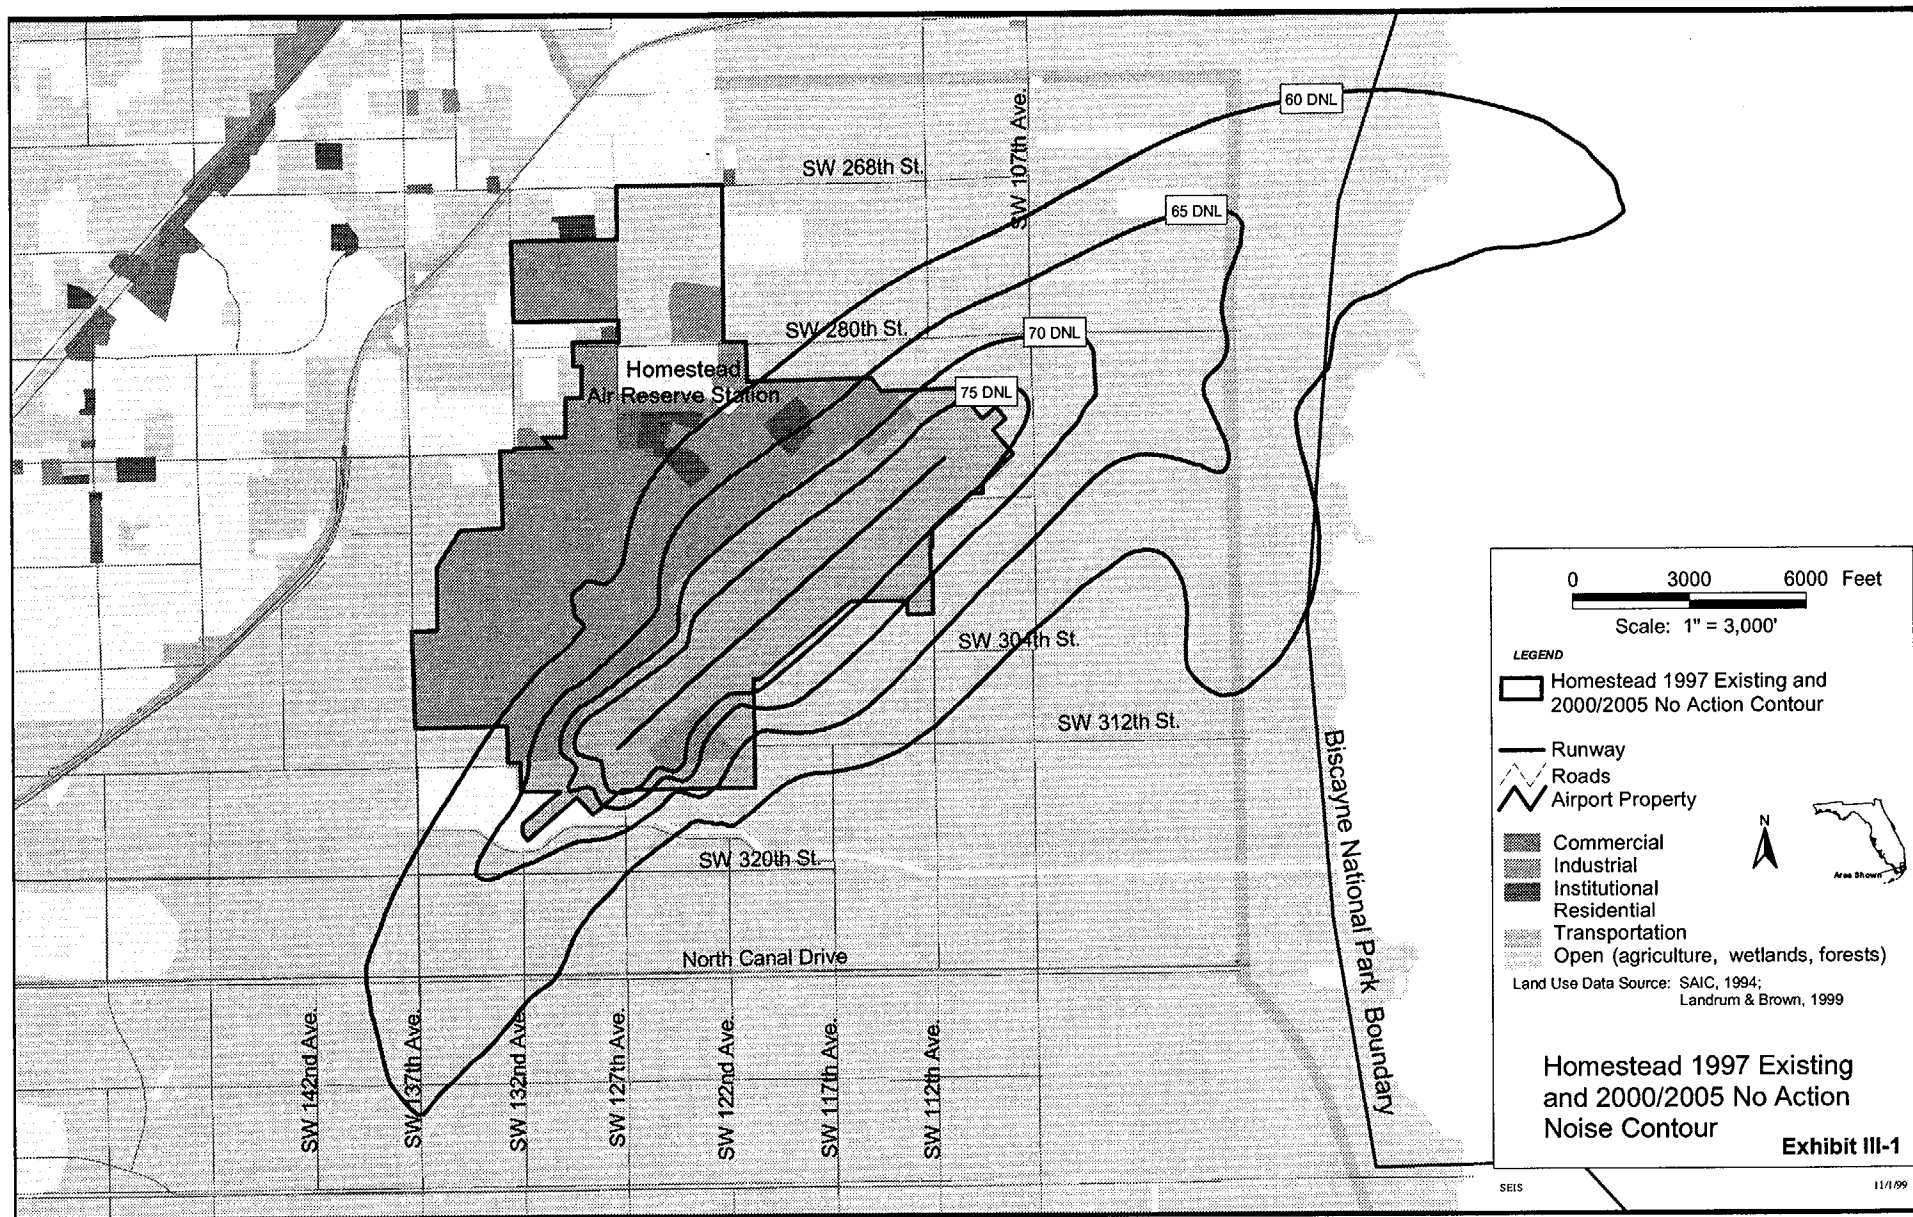 60 DNL
SW 107th Ave.
SW 268th St.
65 DNL
SW 280th St.
70 DNL
Homestead
Air Reserve Station
75 DNL
0 3000 6000 Feet
Scale: 1" = 3,000'
LEGEND
Homestead 1997 Existing and
2000/2005 No Action Contour
Runway
Roads
Airport Property
Commercial
Industrial
Institutional
Residential
Transportation
Open (agriculture, wetlands, forests)
N
Area Shown
Land Use Data Source: SAIC, 1994;
Landrum & Brown, 1999
SW 304th St.
SW 312th St.
SW 320th St.
North Canal Drive
Biscayne National Park Boundary
SW 142nd Ave.
SW 137th Ave.
SW 132nd Ave.
SW 127th Ave.
SW 122nd Ave.
SW 117th Ave.
SW 112th Ave.
Homestead 1997 Existing
and 2000/2005 No Action
Noise Contour
Exhibit III-1
SEIS
11/1/99